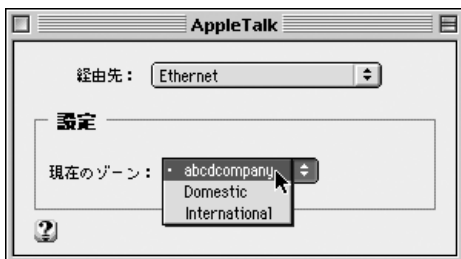 AppleTalk
経由先： Ethernet
設定
現在のゾーン： • abcdcompany
Domestic
International
?